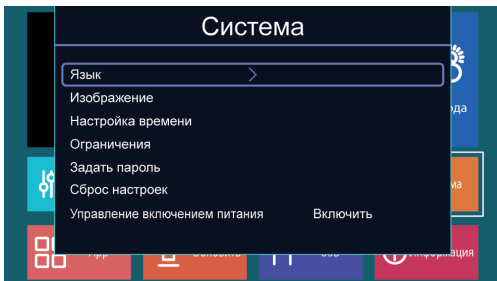 Система
Язык
Изображение
Настройка времени
Ограничения
Задать пароль
Сброс настроек
Управление включением питания Включить